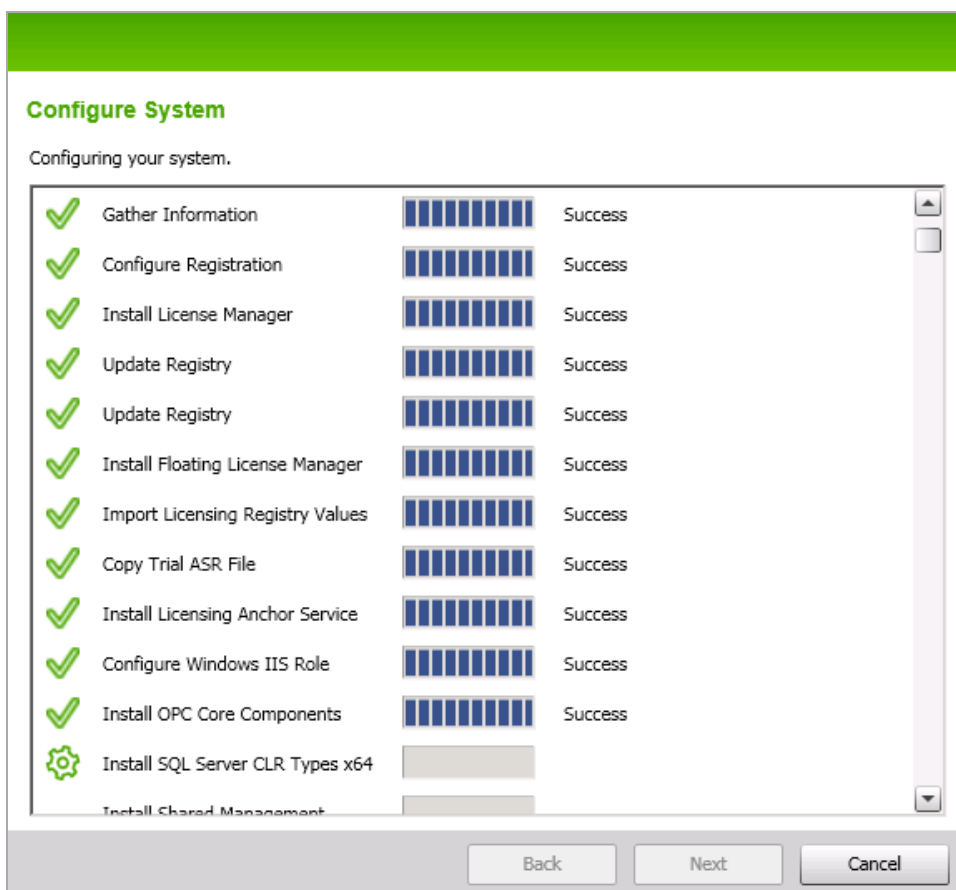 Configure System
Configuring your system.
Gather Information Success
Configure Registration Success
Install License Manager Success
Update Registry Success
Update Registry Success
Install Floating License Manager Success
Import Licensing Registry Values Success
Copy Trial ASR File Success
Install Licensing Anchor Service Success
Configure Windows IIS Role Success
Install OPC Core Components Success
Install SQL Server CLR Types x64
Install Shared Management
Back Next Cancel